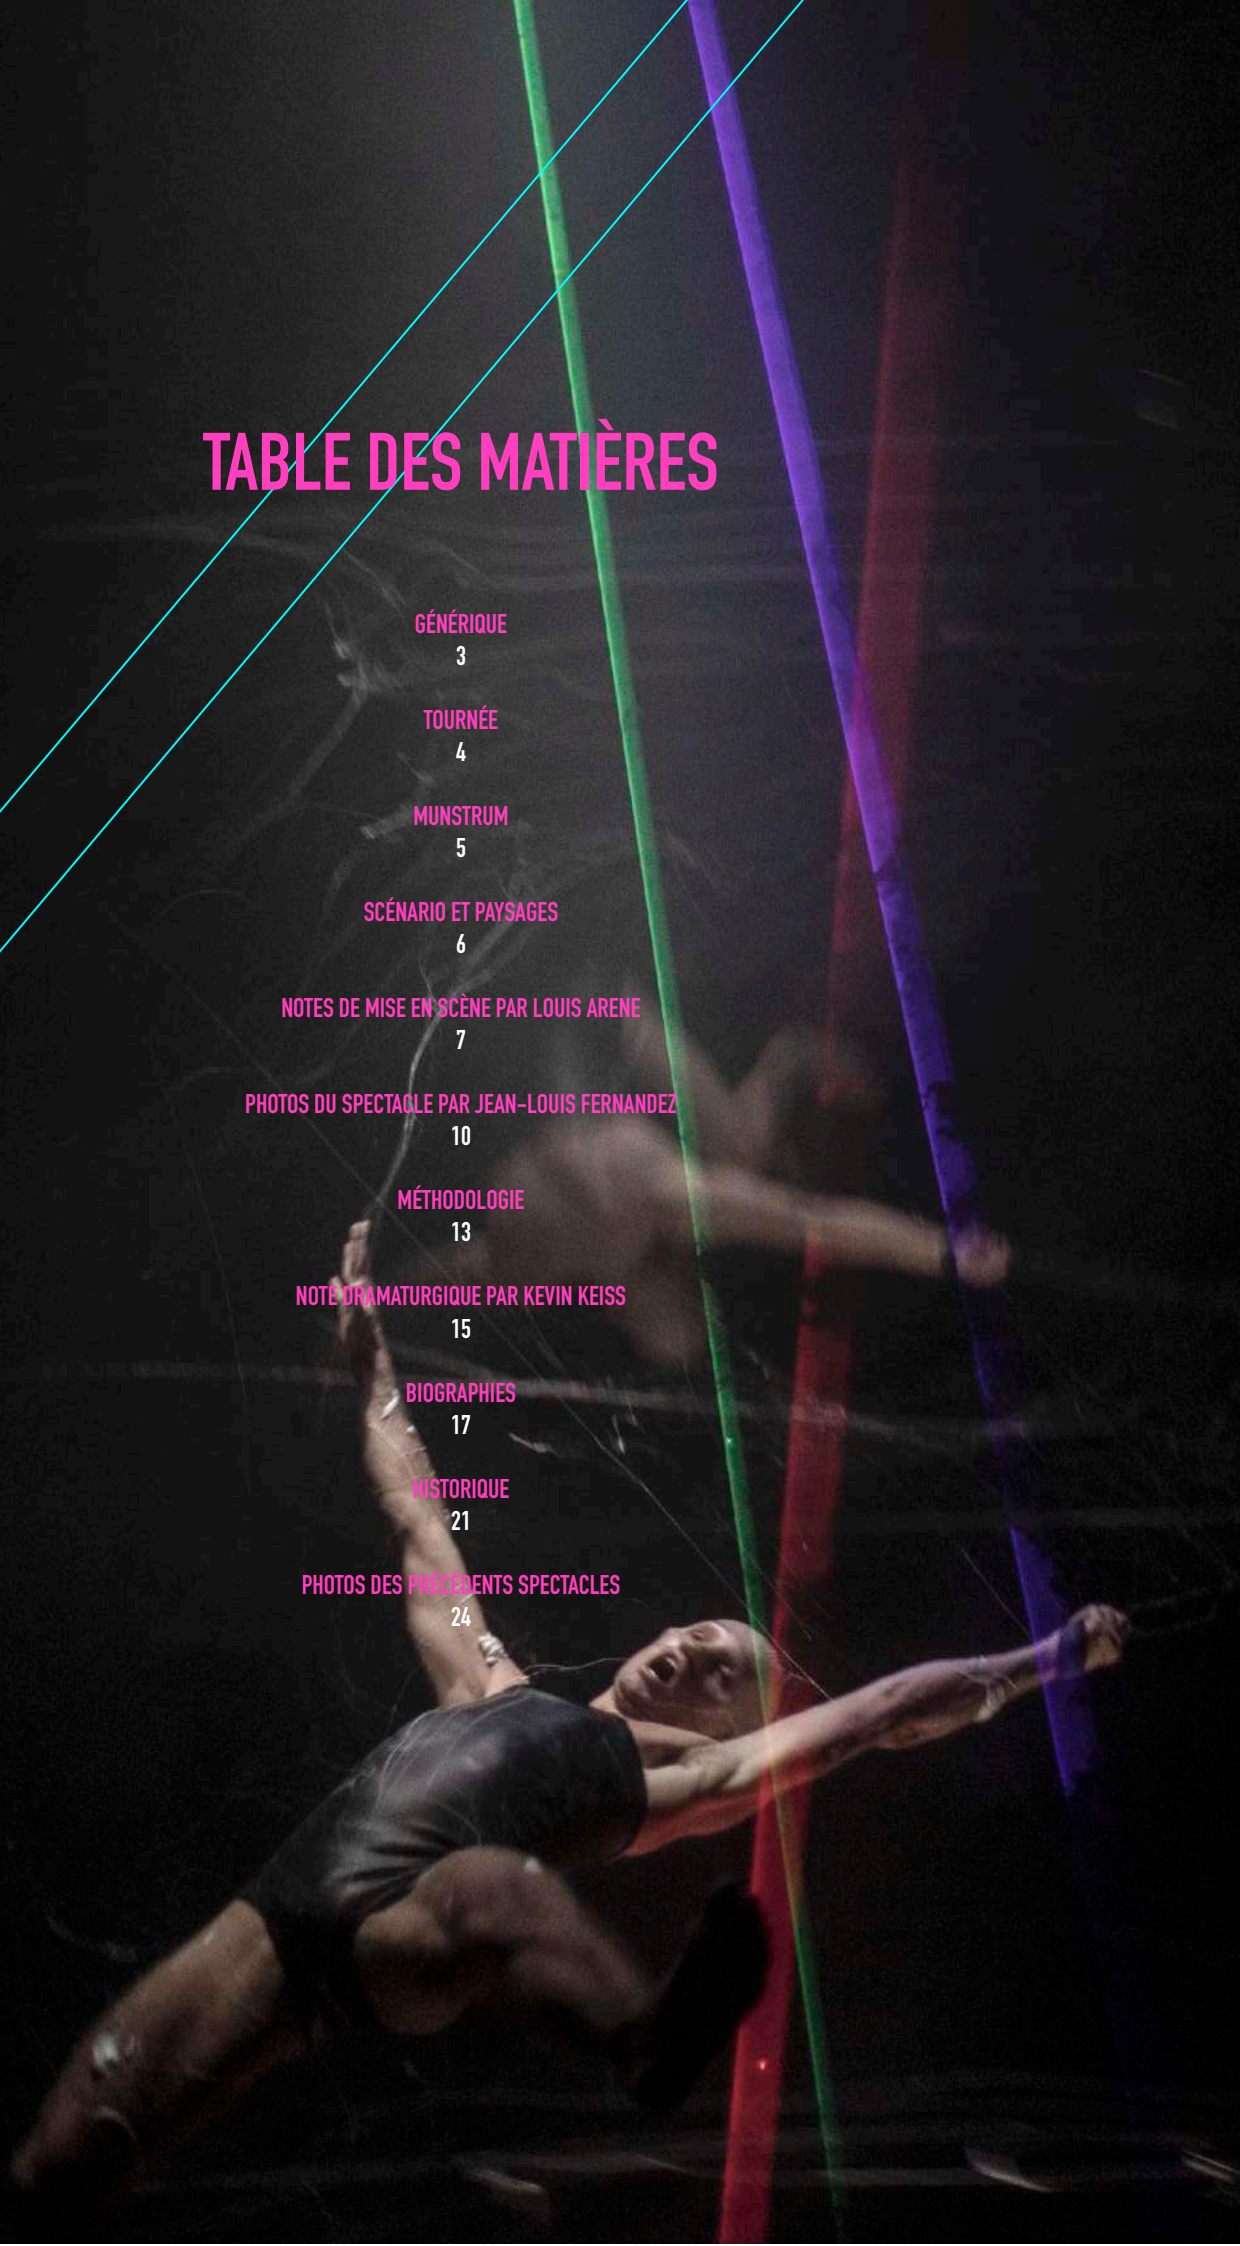 TABLE DES MATIÈRES
GÉNÉRIQUE
3
TOURNÉE
4
MUNSTRUM
5
SCÉNARIO ET PAYSAGES
6
NOTES DE MISE EN SCÈNE PAR LOUIS ARENE
7
PHOTOS DU SPECTACLE PAR JEAN-LOUIS FERNANDEZ
10
MÉTHODOLOGIE
13
NOTE DRAMATURGIQUE PAR KEVIN KEISS
15
BIOGRAPHIES
17
HISTORIQUE
21
PHOTOS DES PRÉCÉDENTS SPECTACLES
24